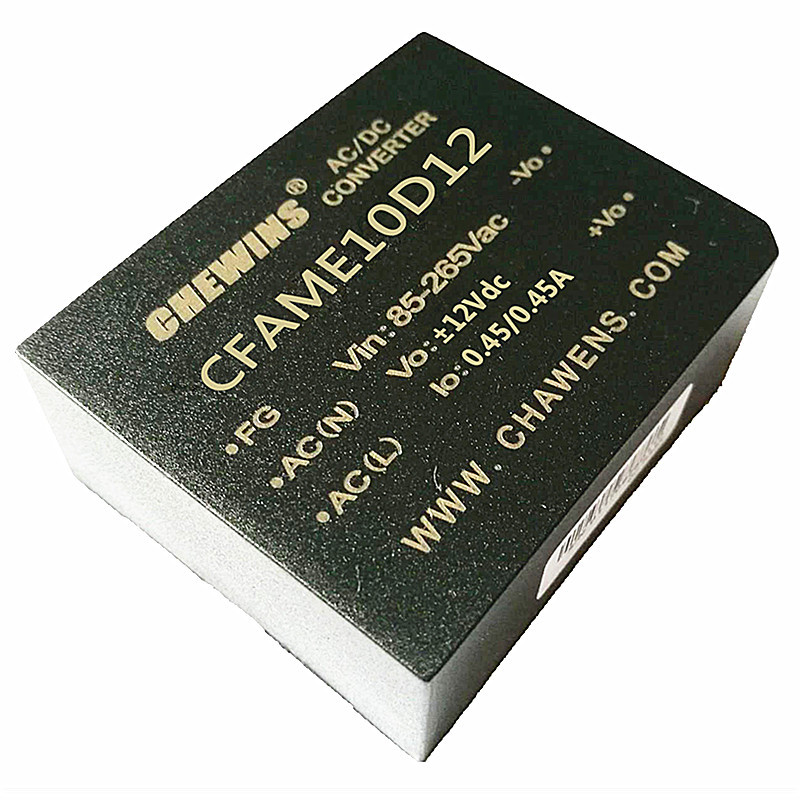 CHEWINS®
AC/DC
CONVERTER
CFAME10D12
Vin: 85-265Vac
Vo: ±12Vdc
Io: 0.45/0.45A
-Vo
+Vo
FG
AC(N)
AC(L)
WWW.CHAWENS.COM